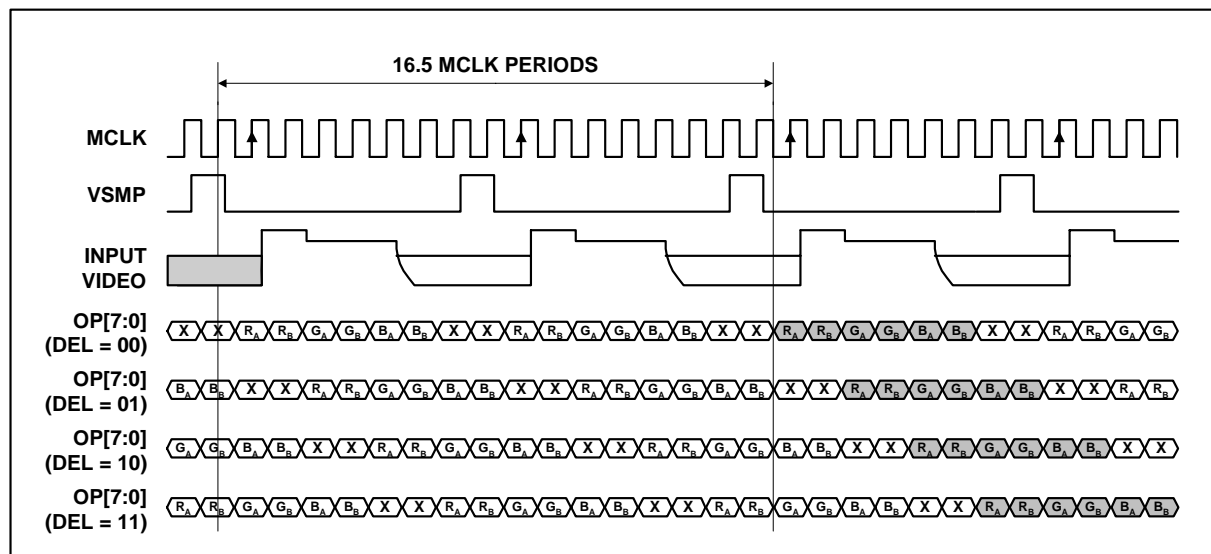 16.5 MCLK PERIODS
MCLK
VSMP
INPUT
VIDEO
OP[7:0]
(DEL = 00)
X X RA RB GA GB BA BB X X RA RB GA GB BA BB X X RA RB GA GB BA BB X X RA RB GA GB
OP[7:0]
(DEL = 01)
BA BB X X RA RB GA GB BA BB X X RA RB GA GB BA BB X X RA RB GA GB BA BB X X RA RB
OP[7:0]
(DEL = 10)
GA GB BA BB X X RA RB GA GB BA BB X X RA RB GA GB BA BB X X RA RB GA GB BA BB X X
OP[7:0]
(DEL = 11)
RA RB GA GB BA BB X X RA RB GA GB BA BB X X RA RB GA GB BA BB X X RA RB GA GB BA BB